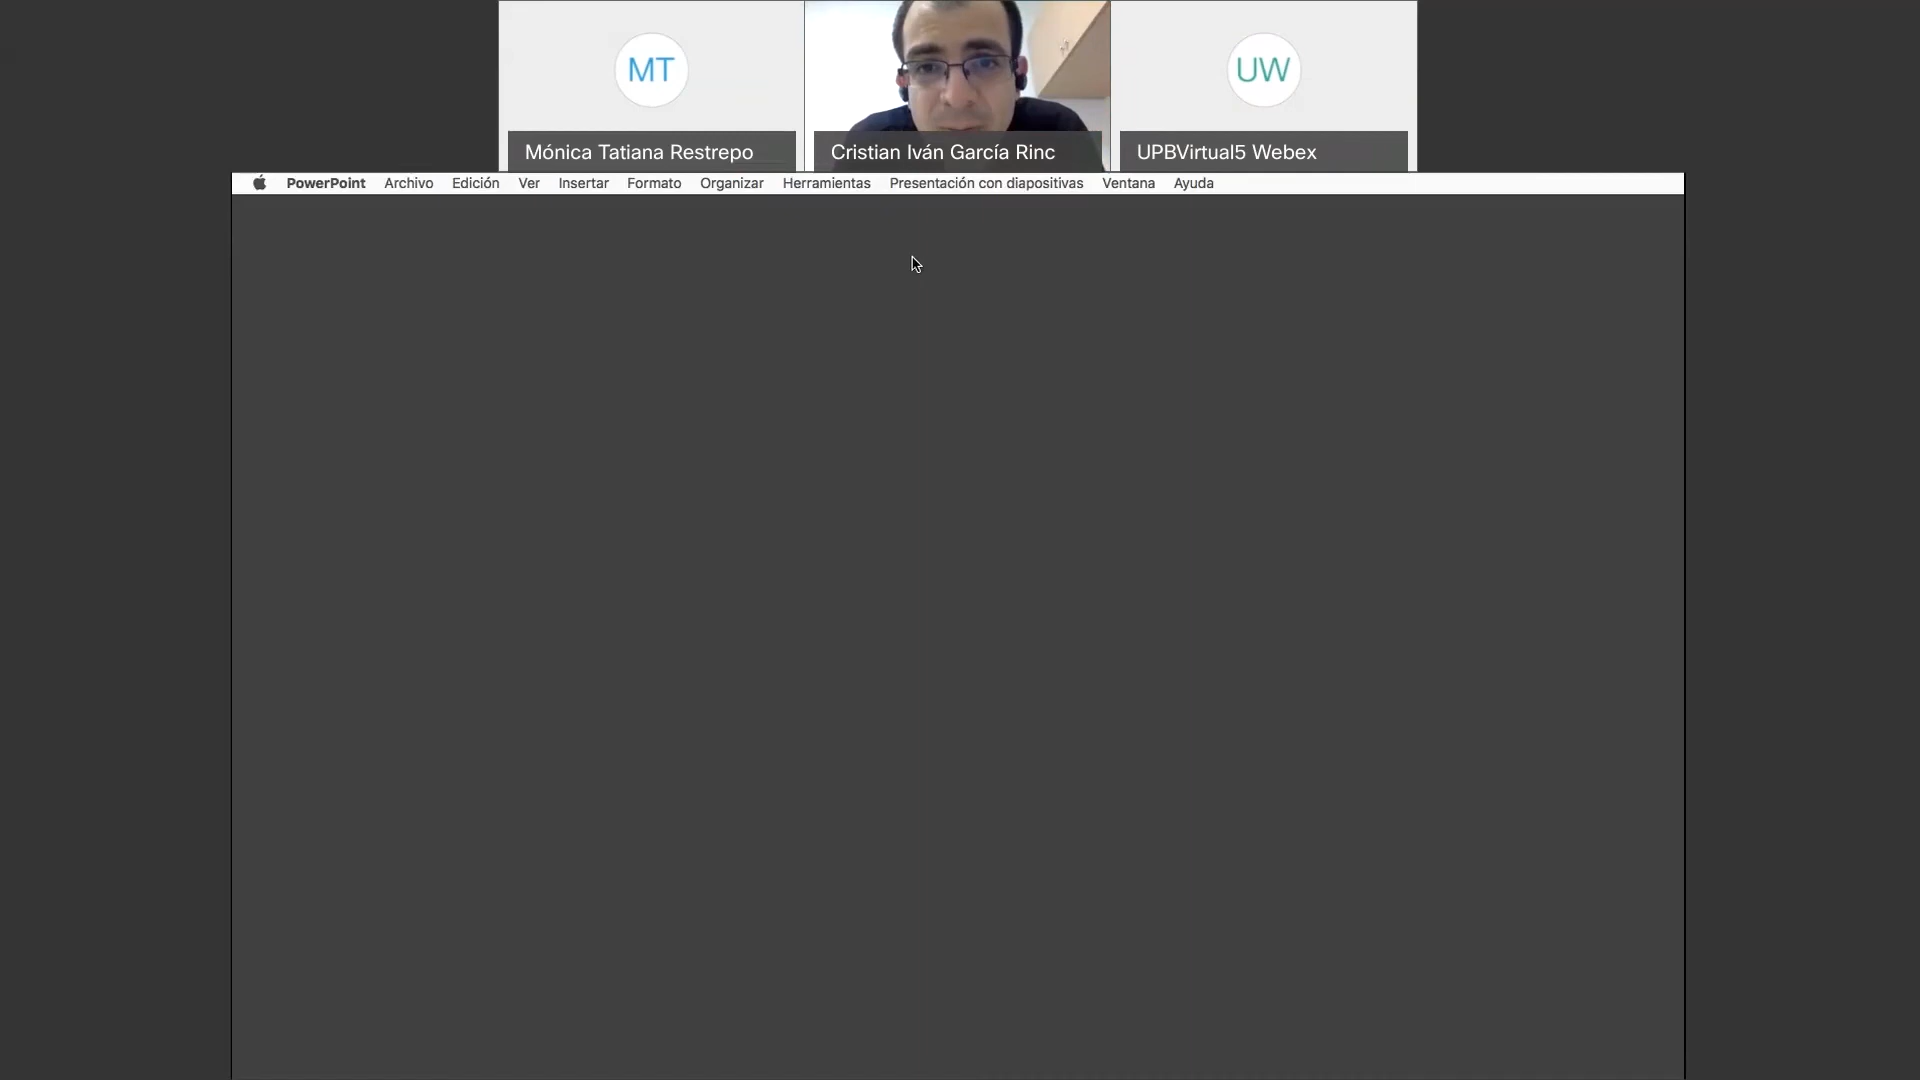 MT
UW
Mónica Tatiana Restrepo
Cristian Iván García Rinc
UPBVirtual5 Webex
PowerPoint Archivo Edición Ver Insertar Formato Organizar Herramientas Presentación con diapositivas Ventana Ayuda